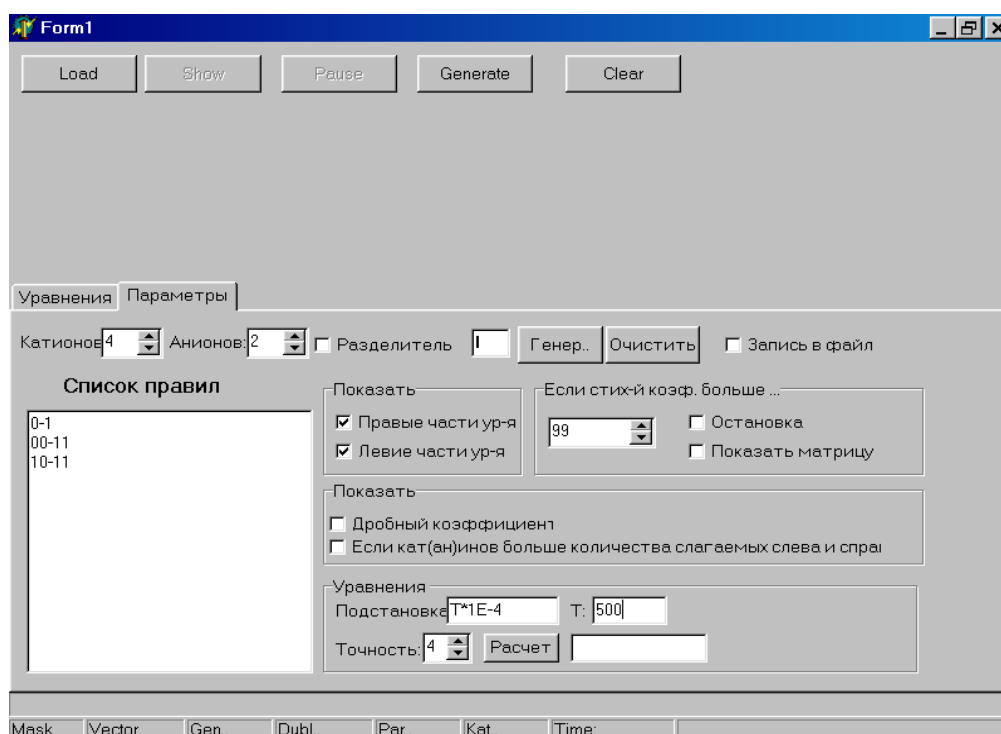 Form1
Load Show Pause Generate Clear
Уравнения Параметры
Катионов 4 Анионов: 2 Разделитель I Генер.. Очистить Запись в файл
Список правил
0-1
00-11
10-11
Показать
Правые части ур-я
Левие части ур-я
Если стих-й коэф. больше ...
99 Остановка
Показать матрицу
Показать
Дробный коэффициент
Если кат(ан)инов больше количества слагаемых слева и спра
Уравнения
Подстановка T*1E-4 T: 500
Точность: 4 Расчет
Mask Vector Gen Dubl Par. Kat Time: